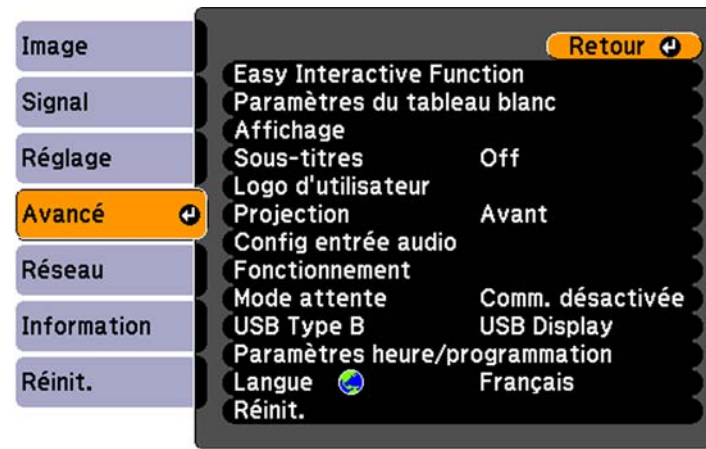 Image
Signal
Réglage
Avancé
Réseau
Information
Réinit.
Retour
Easy Interactive Function
Paramètres du tableau blanc
Affichage
Sous-titres Off
Logo d'utilisateur
Projection Avant
Config entrée audio
Fonctionnement
Mode attente Comm. désactivée
USB Type B USB Display
Paramètres heure/programmation
Langue Français
Réinit.